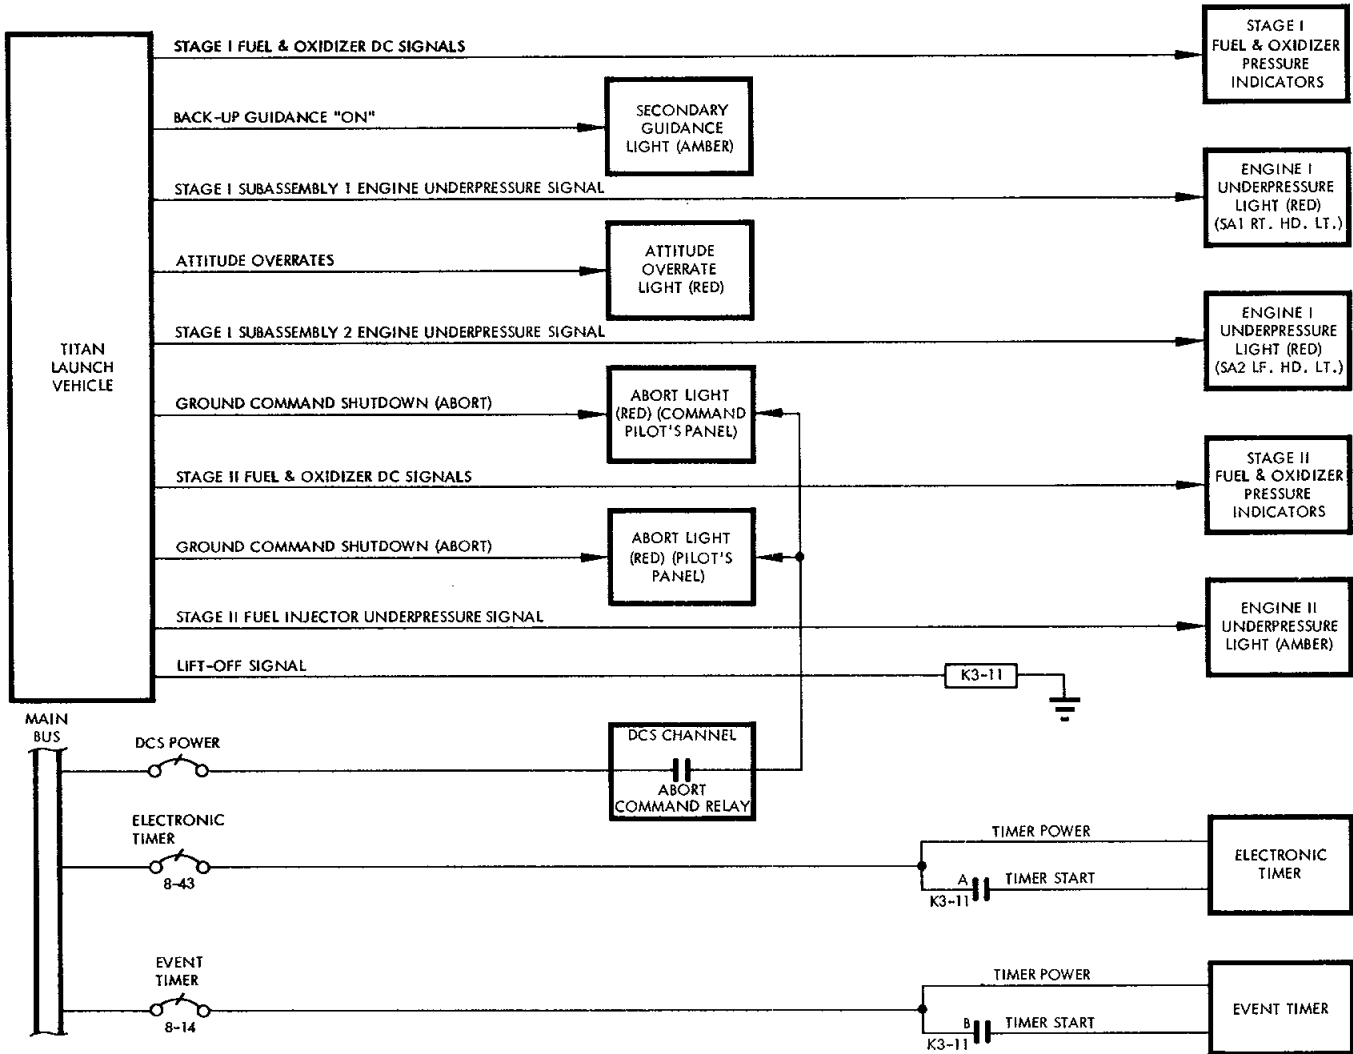 STAGE I
FUEL & OXIDIZER
PRESSURE
INDICATORS
STAGE I FUEL & OXIDIZER DC SIGNALS
BACK-UP GUIDANCE "ON"
SECONDARY
GUIDANCE
LIGHT (AMBER)
STAGE I SUBASSEMBLY 1 ENGINE UNDERPRESSURE SIGNAL
ENGINE I
UNDERPRESSURE
LIGHT (RED)
(SA1 RT. HD. LT.)
ATTITUDE OVERRATES
ATTITUDE
OVERRATE
LIGHT (RED)
STAGE I SUBASSEMBLY 2 ENGINE UNDERPRESSURE SIGNAL
ENGINE I
UNDERPRESSURE
LIGHT (RED)
(SA2 LF. HD. LT.)
TITAN
LAUNCH
VEHICLE
GROUND COMMAND SHUTDOWN (ABORT)
ABORT LIGHT
(RED) (COMMAND
PILOT'S PANEL)
STAGE II FUEL & OXIDIZER DC SIGNALS
STAGE II
FUEL & OXIDIZER
PRESSURE
INDICATORS
GROUND COMMAND SHUTDOWN (ABORT)
ABORT LIGHT
(RED) (PILOT'S
PANEL)
STAGE II FUEL INJECTOR UNDERPRESSURE SIGNAL
ENGINE II
UNDERPRESSURE
LIGHT (AMBER)
LIFT-OFF SIGNAL
K3-11
MAIN
BUS
DCS POWER
DCS CHANNEL
ABORT
COMMAND RELAY
ELECTRONIC
TIMER
8-43
TIMER POWER
A
K3-11
TIMER START
ELECTRONIC
TIMER
EVENT
TIMER
8-14
TIMER POWER
B
K3-11
TIMER START
EVENT TIMER